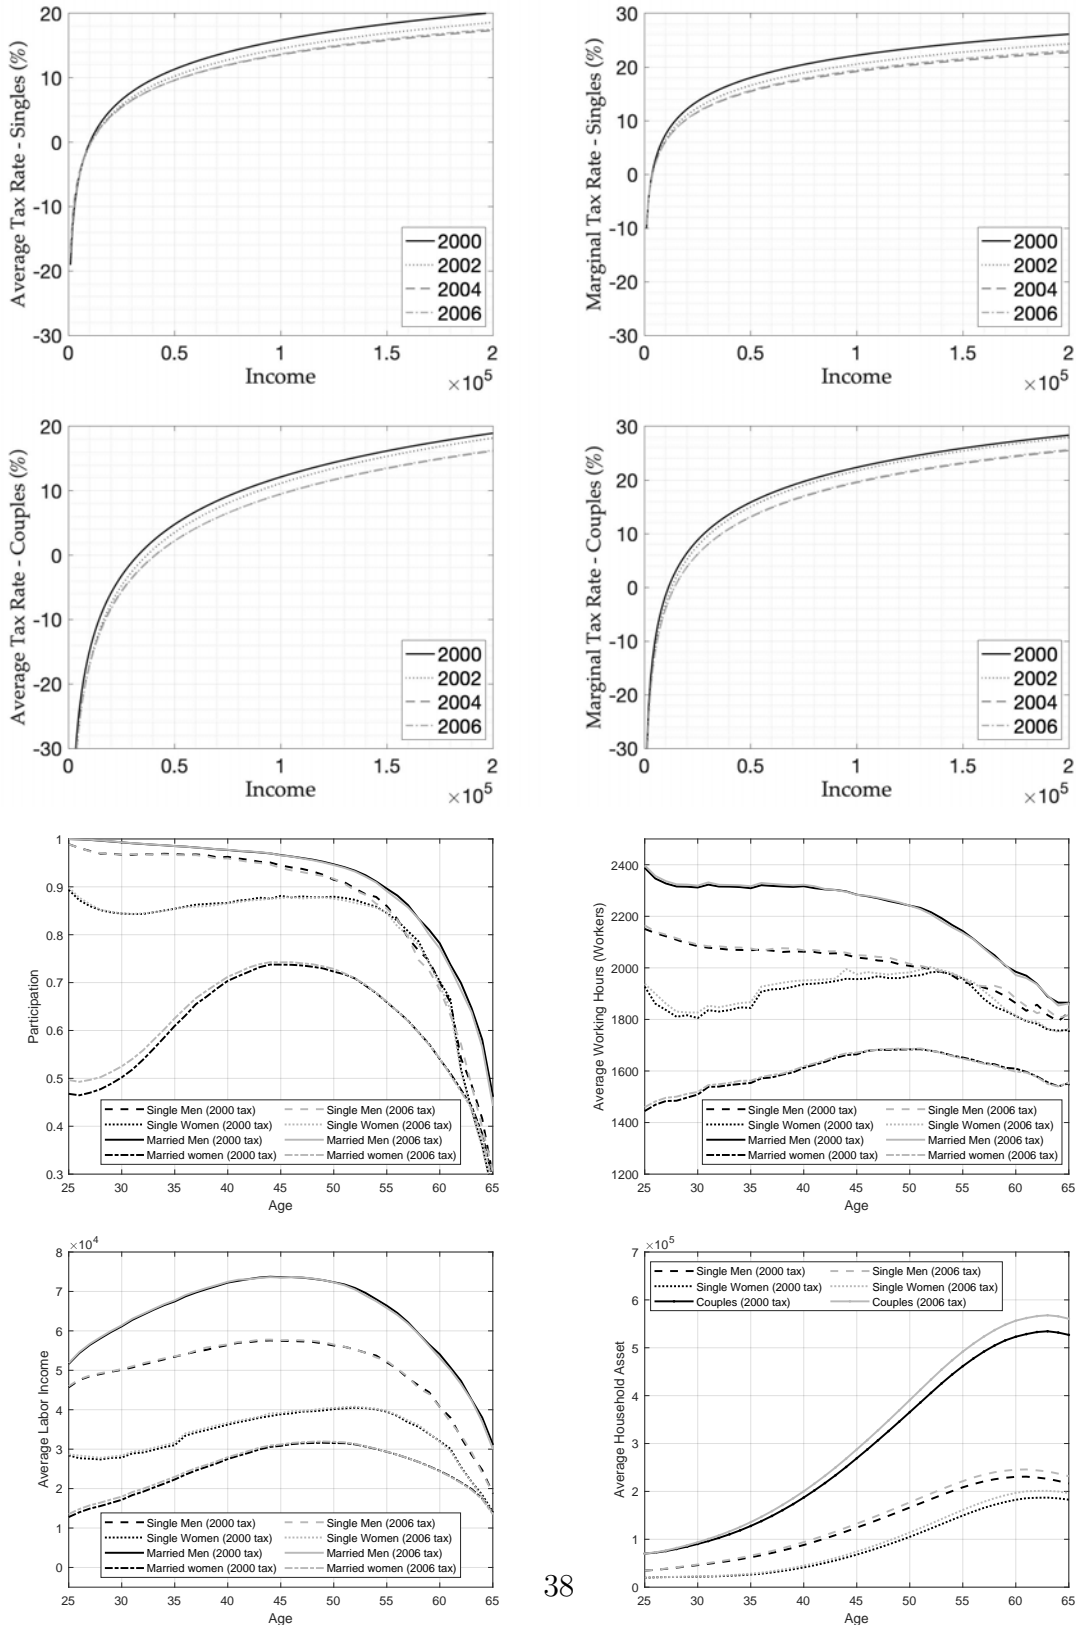 Average Tax Rate - Singles (%)
20
10
0
-10
-20
-30
2000
2002
2004
2006
0 0.5 1 1.5 2
Income
×10^5
Marginal Tax Rate - Singles (%)
30
20
10
0
-10
-20
-30
2000
2002
2004
2006
0 0.5 1 1.5 2
Income
×10^5
Average Tax Rate - Couples (%)
20
10
0
-10
-20
-30
2000
2002
2004
2006
0 0.5 1 1.5 2
Income
×10^5
Marginal Tax Rate - Couples (%)
30
20
10
0
-10
-20
-30
2000
2002
2004
2006
0 0.5 1 1.5 2
Income
×10^5
Participation
1
0.9
0.8
0.7
0.6
0.5
0.4
0.3
Single Men (2000 tax) Single Men (2006 tax)
Single Women (2000 tax) Single Women (2006 tax)
Married Men (2000 tax) Married Men (2006 tax)
Married women (2000 tax) Married women (2006 tax)
25 30 35 40 45 50 55 60 65
Age
Average Working Hours (Workers)
2400
2200
2000
1800
1600
1400
1200
Single Men (2000 tax) Single Men (2006 tax)
Single Women (2000 tax) Single Women (2006 tax)
Married Men (2000 tax) Married Men (2006 tax)
Married women (2000 tax) Married women (2006 tax)
25 30 35 40 45 50 55 60 65
Age
×10^4
Average Labor Income
8
7
6
5
4
3
2
1
0
Single Men (2000 tax) Single Men (2006 tax)
Single Women (2000 tax) Single Women (2006 tax)
Married Men (2000 tax) Married Men (2006 tax)
Married women (2000 tax) Married women (2006 tax)
25 30 35 40 45 50 55 60 65
Age
×10^5
Average Household Asset
7
6
5
4
3
2
1
0
Single Men (2000 tax) Single Men (2006 tax)
Single Women (2000 tax) Single Women (2006 tax)
Couples (2000 tax) Couples (2006 tax)
25 30 35 40 45 50 55 60 65
Age
38